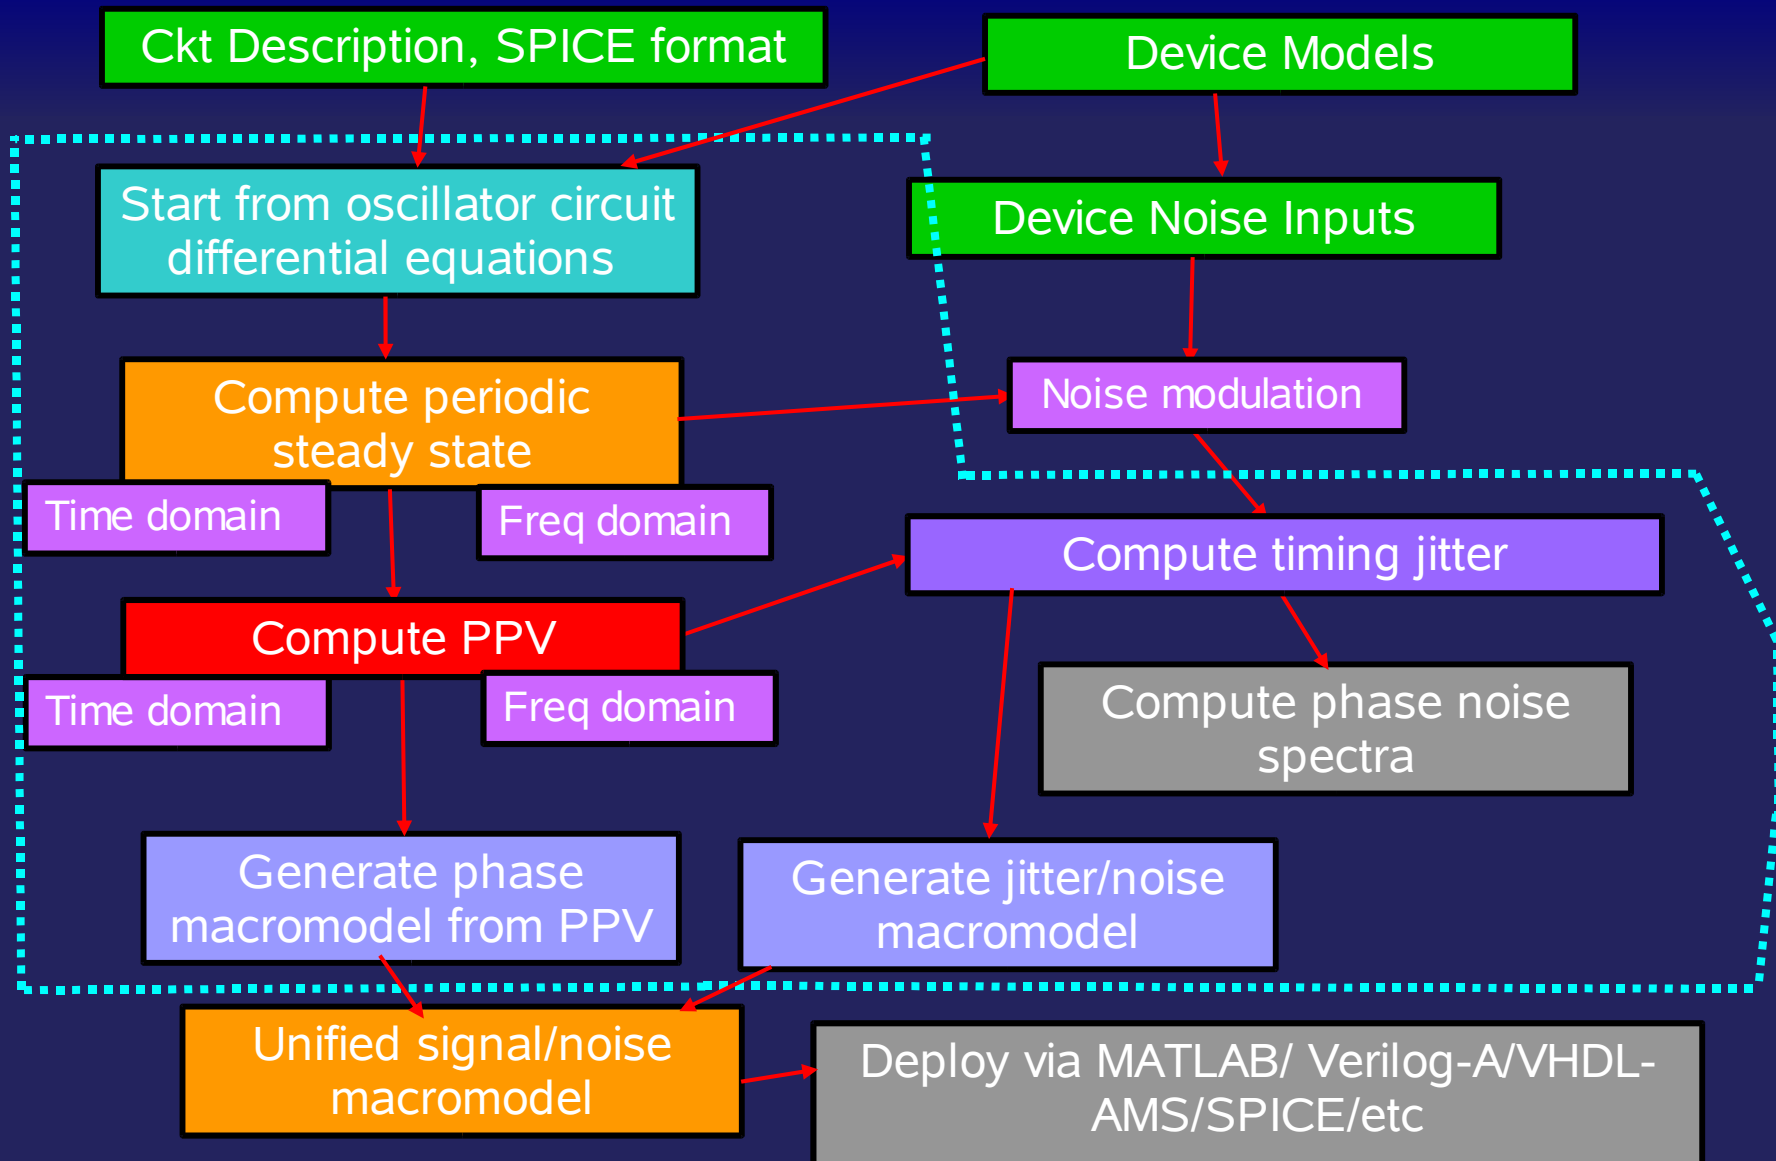 Ckt Description, SPICE format
Device Models
Start from oscillator circuit
differential equations
Device Noise Inputs
Compute periodic
steady state
Noise modulation
Time domain
Freq domain
Compute timing jitter
Compute PPV
Time domain
Freq domain
Compute phase noise
spectra
Generate phase
macromodel from PPV
Generate jitter/noise
macromodel
Unified signal/noise
macromodel
Deploy via MATLAB/ Verilog-A/VHDL-
AMS/SPICE/etc